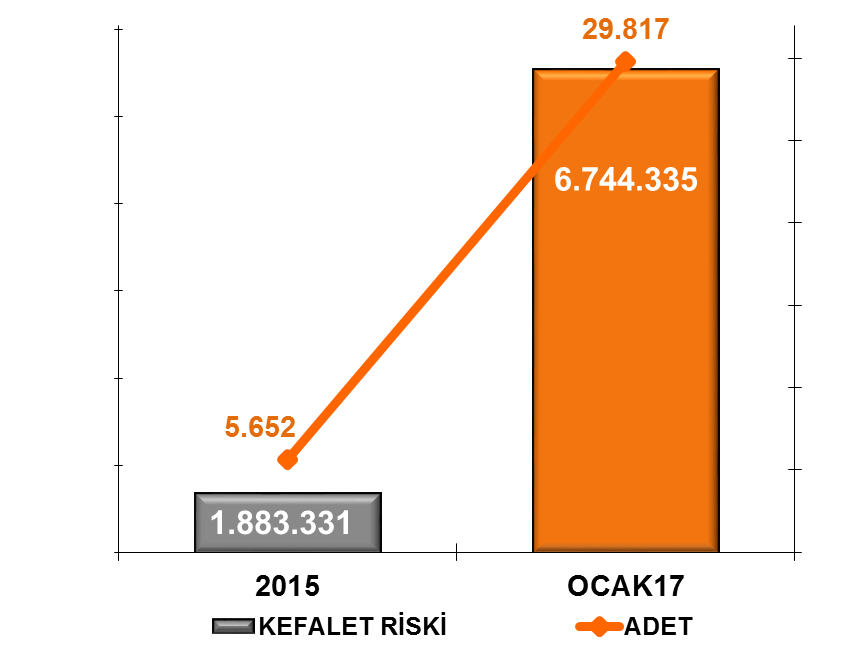 29.817
6.744.335
5.652
1.883.331
2015 OCAK17
KEFALET RİSKİ ADET